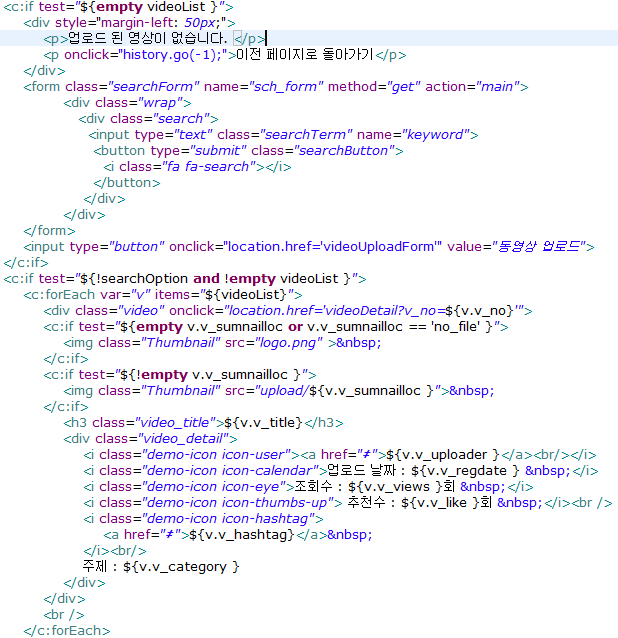 <c:if test="${empty videoList }">
<div style="margin-left: 50px;">
<p>업로드 된 영상이 없습니다. </p>
<p onclick="history.go(-1);">이전 페이지로 돌아가기</p>
</div>
<form class="searchForm" name="sch_form" method="get" action="main">
<div class="wrap">
<div class="search">
<input type="text" class="searchTerm" name="keyword">
<button type="submit" class="searchButton">
<i class="fa fa-search"></i>
</button>
</div>
</div>
</form>
<input type="button" onclick="location.href='videoUploadForm'" value="동영상 업로드">
</c:if>
<c:if test="${!searchOption and !empty videoList }">
<c:forEach var="v" items="${videoList}">
<div class="video" onclick="location.href='videoDetail?v_no=${v.v_no}'">
<c:if test="${empty v.v_sumnailloc or v.v_sumnailloc == 'no_file' }">
<img class="Thumbnail" src="logo.png" >&nbsp;
</c:if>
<c:if test="${!empty v.v_sumnailloc }">
<img class="Thumbnail" src="upload/${v.v_sumnailloc }">&nbsp;
</c:if>
<h3 class="video_title">${v.v_title}</h3>
<div class="video_detail">
<i class="demo-icon icon-user"><a href="#">${v.v_uploader }</a><br/></i>
<i class="demo-icon icon-calendar">업로드 날짜 : ${v.v_regdate } &nbsp;</i>
<i class="demo-icon icon-eye">조회수 : ${v.v_views }회 &nbsp;</i>
<i class="demo-icon icon-thumbs-up"> 추천수 : ${v.v_like }회 &nbsp;</i><br />
<i class="demo-icon icon-hashtag">
<a href="#">${v.v_hashtag}</a>&nbsp;
</i><br/>
주제 : ${v.v_category }
</div>
</div>
<br />
</c:forEach>